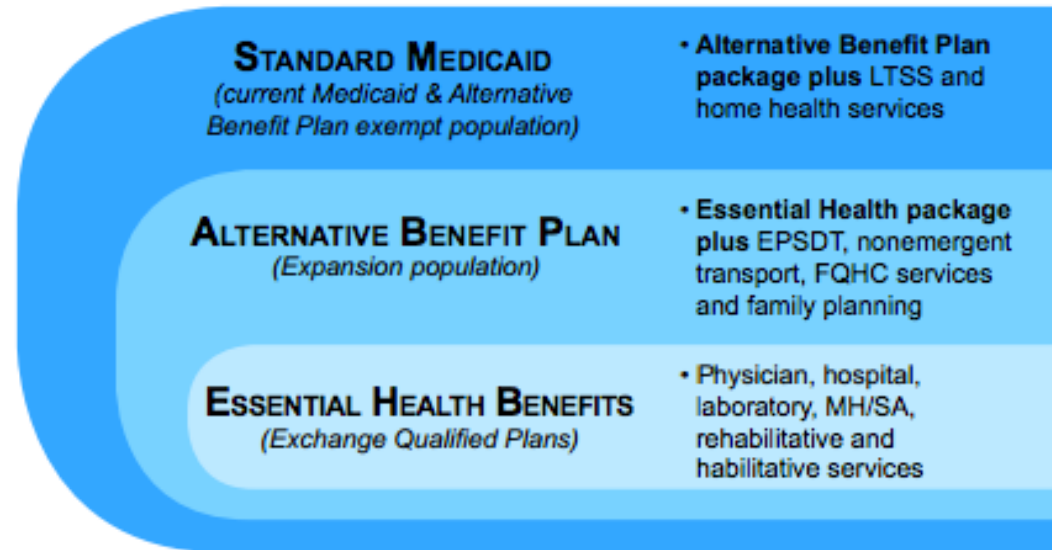 STANDARD MEDICAID
(current Medicaid & Alternative
Benefit Plan exempt population)
• Alternative Benefit Plan
package plus LTSS and
home health services
ALTERNATIVE BENEFIT PLAN
(Expansion population)
• Essential Health package
plus EPSDT, nonemergent
transport, FQHC services
and family planning
ESSENTIAL HEALTH BENEFITS
(Exchange Qualified Plans)
• Physician, hospital,
laboratory, MH/SA,
rehabilitative and
habilitative services